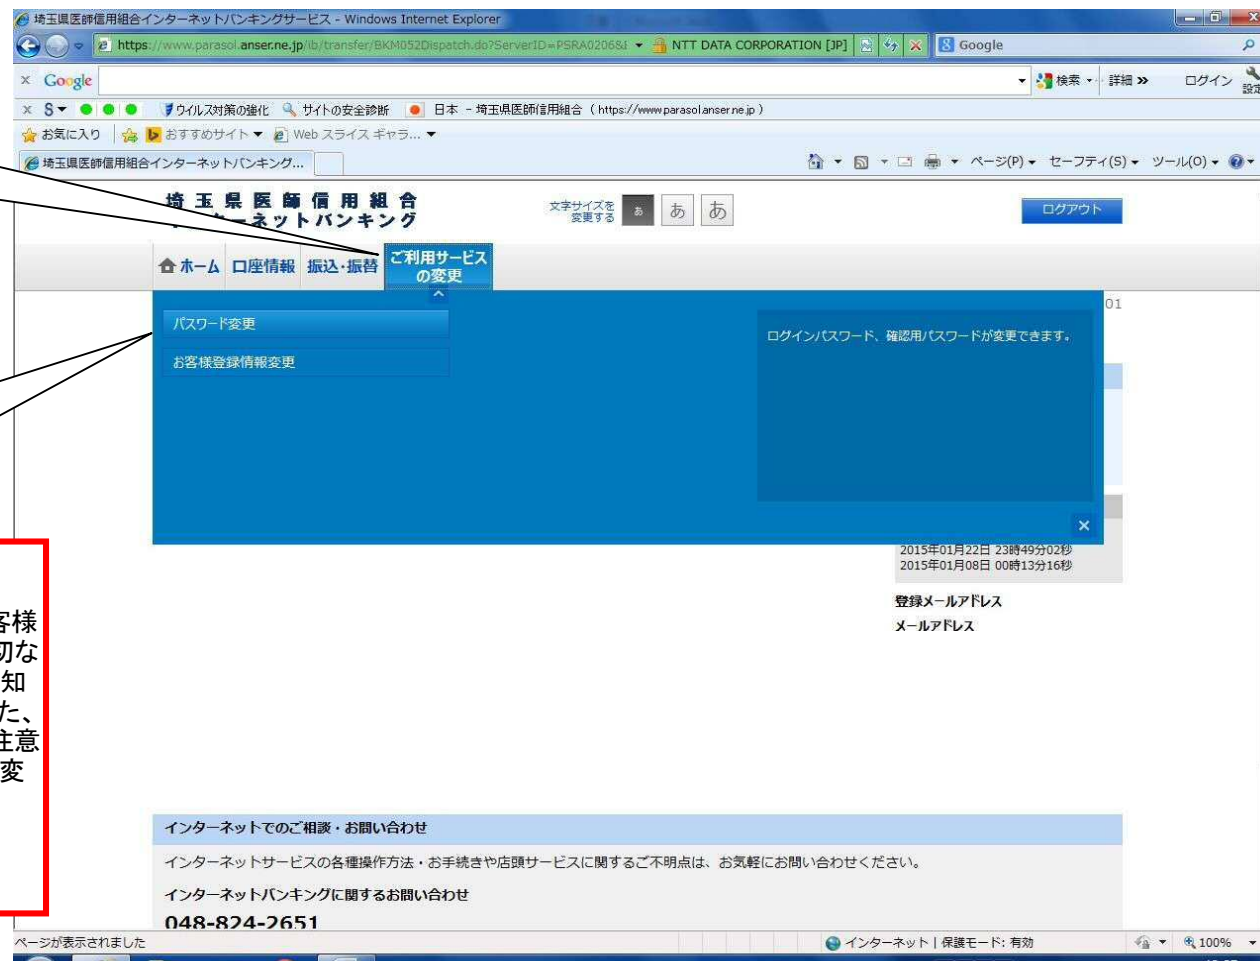 埼玉県医師信用組合インターネットバンキングサービス - Windows Internet Explorer
https://www.parasol.anser.ne.jp/ib/transfer/BKM052Dispatch.do?ServerID=PSRA0206&
NTT DATA CORPORATION [JP]
Google
× Google
検索
詳細 »
ログイン
設定
x S
ウイルス対策の強化
サイトの安全診断
日本 - 埼玉県医師信用組合 ( https://www.parasol.anser.ne.jp )
お気に入り
おすすめサイト
Web スライス ギャラ...
埼玉県医師信用組合インターネットバンキング...
ページ(P)
セーフティ(S)
ツール(O)
埼玉県医師信用組合
ーネットバンキング
文字サイズを
変更する
あ あ あ
ログアウト
ホーム
口座情報
振込・振替
ご利用サービス
の変更
01
パスワード変更
お客様登録情報変更
ログインパスワード、確認用パスワードが変更できます。
×
2015年01月22日 23時49分02秒
2015年01月08日 00時13分16秒
登録メールアドレス
メールアドレス
客様
切な
知
た、
注意
変
インターネットでのご相談・お問い合わせ
インターネットサービスの各種操作方法・お手続きや店頭サービスに関するご不明点は、お気軽にお問い合わせください。
インターネットバンキングに関するお問い合わせ
048-824-2651
ページが表示されました
インターネット | 保護モード: 有効
100%